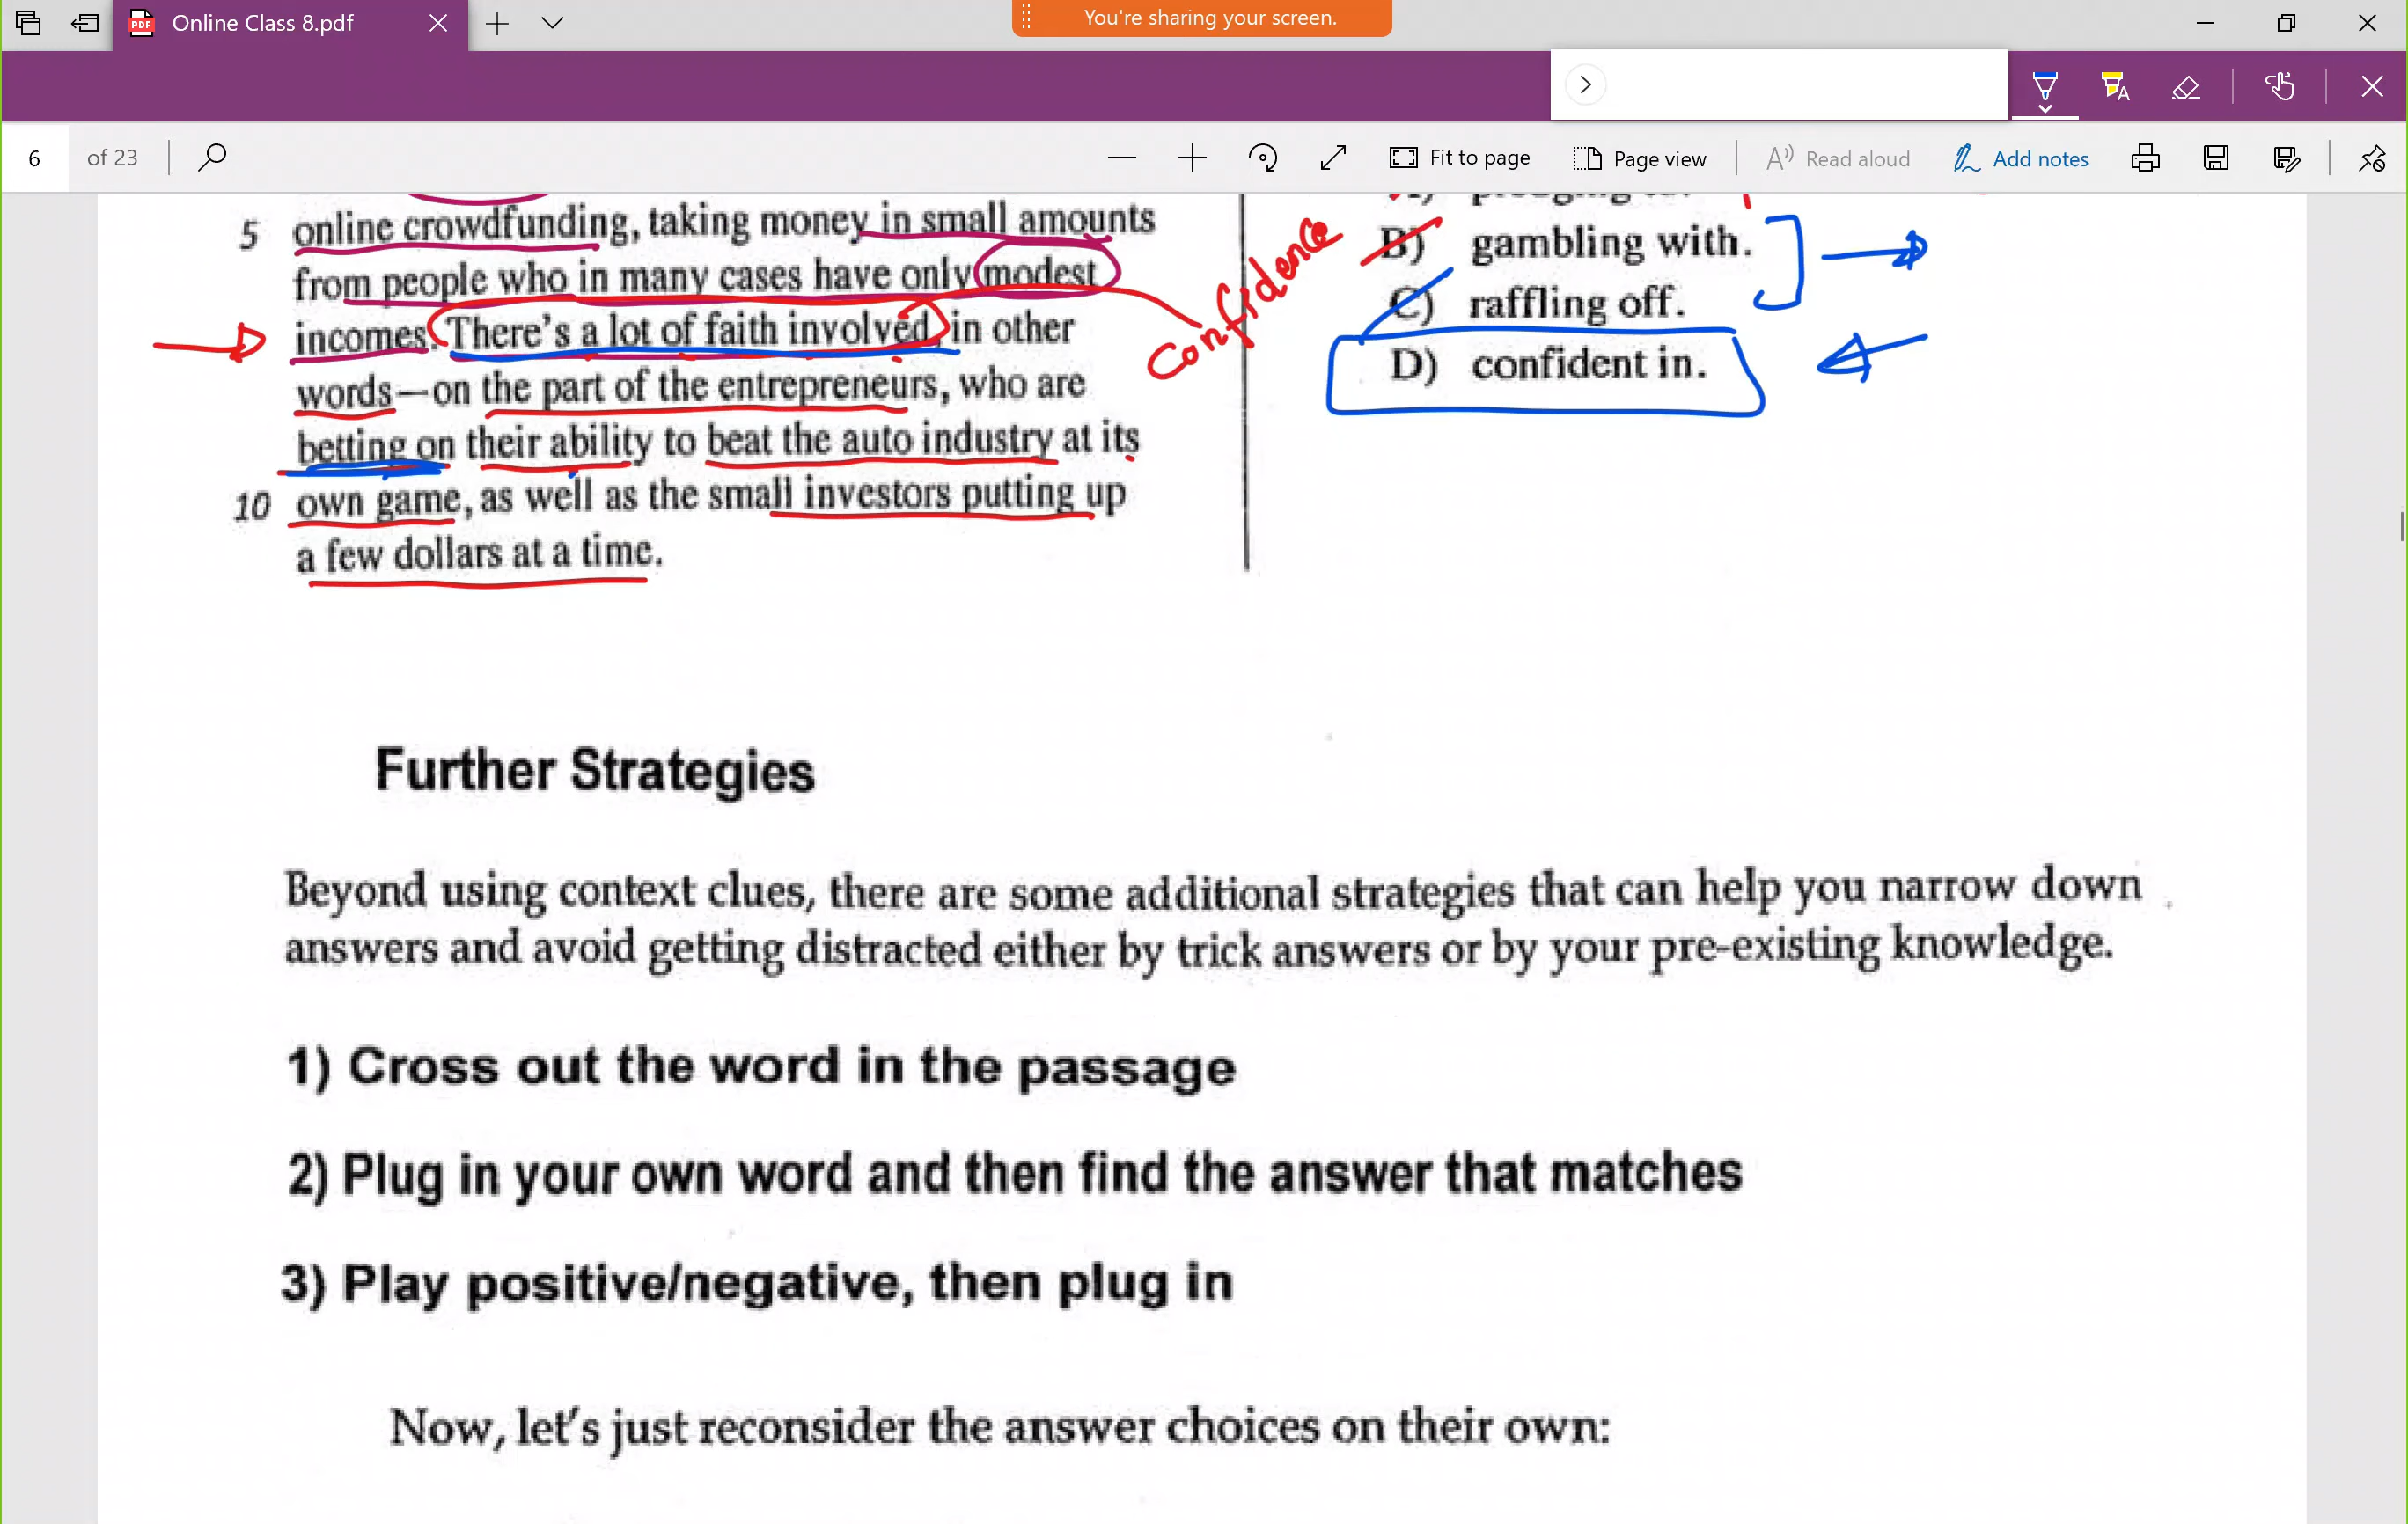 Online Class 8.pdf
You're sharing your screen.
6 of 23
Fit to page
Page view
Read aloud
Add notes
5 online crowdfunding, taking money in small amounts
from people who in many cases have only modest
incomes. There's a lot of faith involved, in other
words—on the part of the entrepreneurs, who are
betting on their ability to beat the auto industry at its
10 own game, as well as the small investors putting up
a few dollars at a time.
Confidence
B) gambling with.
C) raffling off.
D) confident in.
Further Strategies
Beyond using context clues, there are some additional strategies that can help you narrow down
answers and avoid getting distracted either by trick answers or by your pre-existing knowledge.
1) Cross out the word in the passage
2) Plug in your own word and then find the answer that matches
3) Play positive/negative, then plug in
Now, let's just reconsider the answer choices on their own: